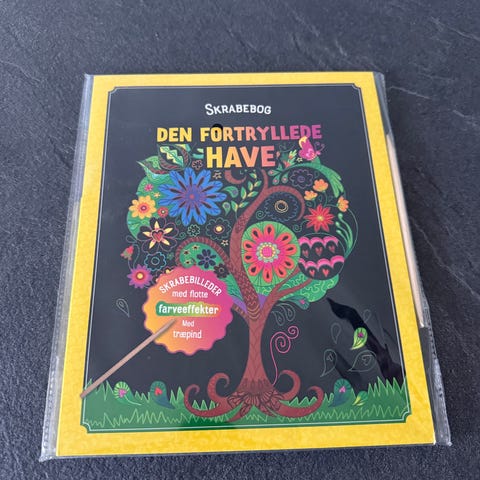 SKRABEBOG
DEN FORTRYLLEDE
HAVE
SKRABEBILLEDER
med flotte
farveeffekter
Med
træpind